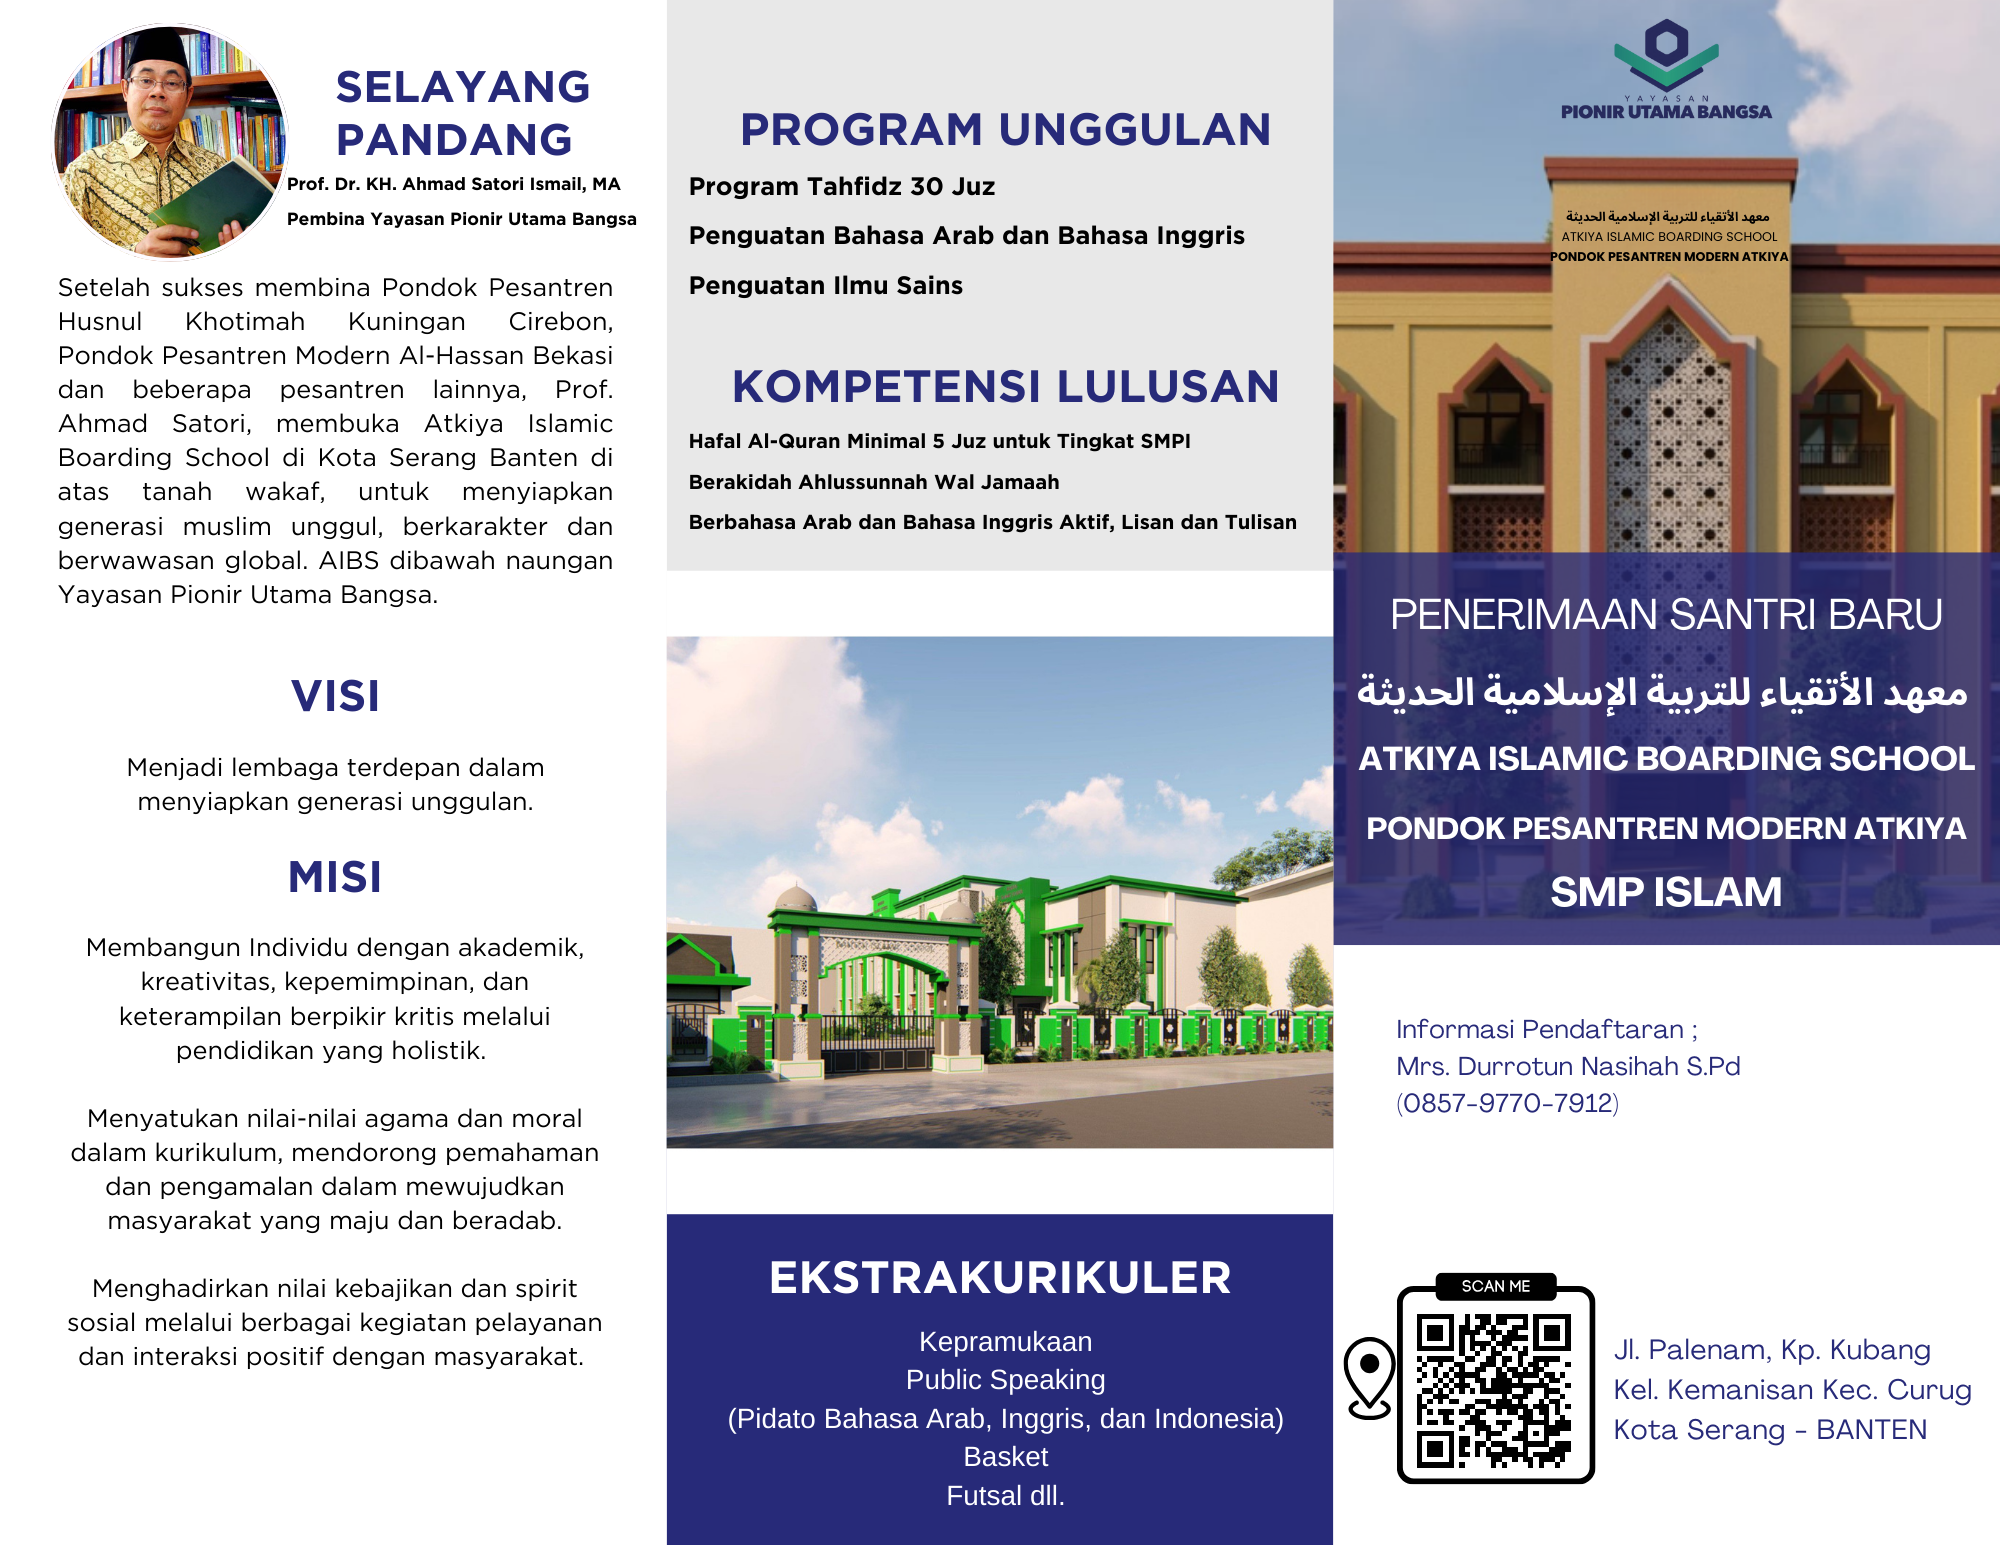 SELAYANG
PANDANG
Prof. Dr. KH. Ahmad Satori Ismail, MA
Pembina Yayasan Pionir Utama Bangsa
Setelah sukses membina Pondok Pesantren
Husnul Khotimah Kuningan Cirebon,
Pondok Pesantren Modern Al-Hassan Bekasi
dan beberapa pesantren lainnya, Prof.
Ahmad Satori, membuka Atkiya Islamic
Boarding School di Kota Serang Banten di
atas tanah wakaf, untuk menyiapkan
generasi muslim unggul, berkarakter dan
berwawasan global. AIBS dibawah naungan
Yayasan Pionir Utama Bangsa.
VISI
Menjadi lembaga terdepan dalam
menyiapkan generasi unggulan.
MISI
Membangun Individu dengan akademik,
kreativitas, kepemimpinan, dan
keterampilan berpikir kritis melalui
pendidikan yang holistik.
Menyatukan nilai-nilai agama dan moral
dalam kurikulum, mendorong pemahaman
dan pengamalan dalam mewujudkan
masyarakat yang maju dan beradab.
Menghadirkan nilai kebajikan dan spirit
sosial melalui berbagai kegiatan pelayanan
dan interaksi positif dengan masyarakat.
PROGRAM UNGGULAN
Program Tahfidz 30 Juz
Penguatan Bahasa Arab dan Bahasa Inggris
Penguatan Ilmu Sains
KOMPETENSI LULUSAN
Hafal Al-Quran Minimal 5 Juz untuk Tingkat SMPI
Berakidah Ahlussunnah Wal Jamaah
Berbahasa Arab dan Bahasa Inggris Aktif, Lisan dan Tulisan
EKSTRAKURIKULER
Kepramukaan
Public Speaking
(Pidato Bahasa Arab, Inggris, dan Indonesia)
Basket
Futsal dll.
YAYASAN
PIONIR UTAMA BANGSA
معهد الأتقياء للتربية الإسلامية الحديثة
ATKIYA ISLAMIC BOARDING SCHOOL
PONDOK PESANTREN MODERN ATKIYA
PENERIMAAN SANTRI BARU
معهد الأتقياء للتربية الإسلامية الحديثة
ATKIYA ISLAMIC BOARDING SCHOOL
PONDOK PESANTREN MODERN ATKIYA
SMP ISLAM
Informasi Pendaftaran ;
Mrs. Durrotun Nasihah S.Pd
(0857-9770-7912)
SCAN ME
Jl. Palenam, Kp. Kubang
Kel. Kemanisan Kec. Curug
Kota Serang - BANTEN